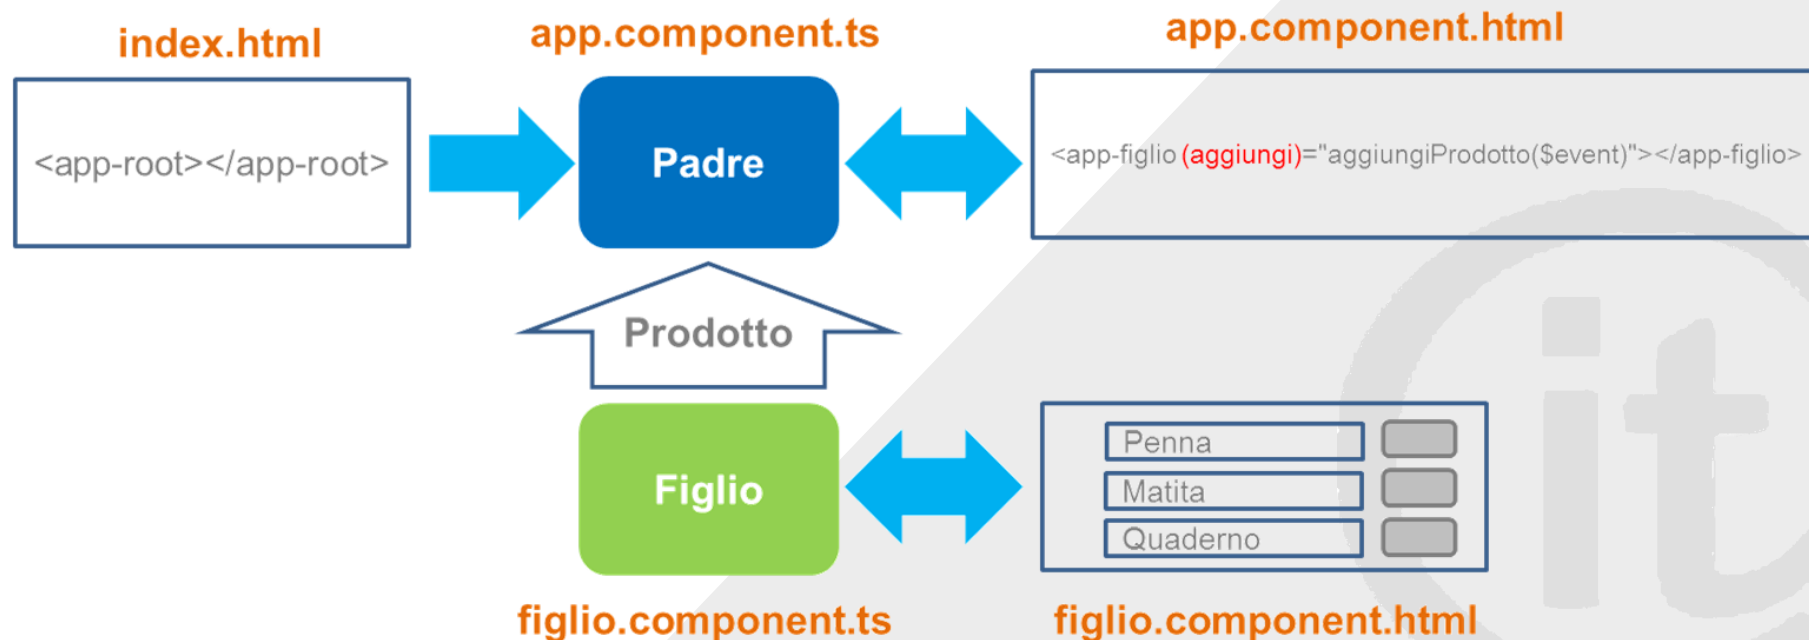 index.html
app.component.ts
app.component.html
<app-root></app-root>
Padre
<app-figlio (aggiungi)="aggiungiProdotto($event)"></app-figlio>
Prodotto
Figlio
Penna
Matita
Quaderno
figlio.component.ts
figlio.component.html
it